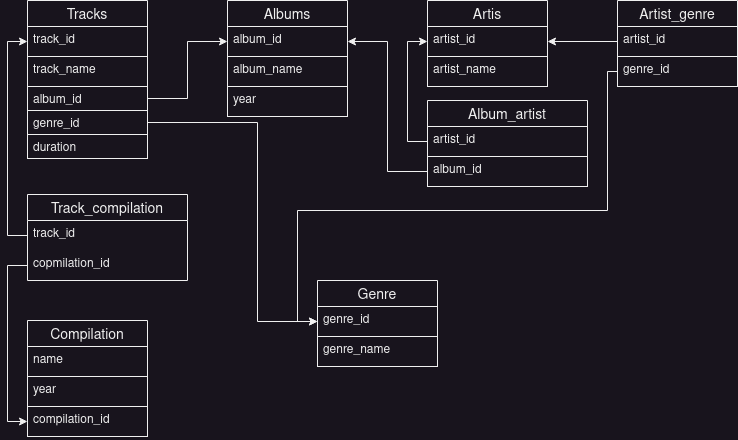 Tracks
track_id
track_name
album_id
genre_id
duration
Albums
album_id
album_name
year
Artis
artist_id
artist_name
Artist_genre
artist_id
genre_id
Album_artist
artist_id
album_id
Track_compilation
track_id
copmilation_id
Genre
genre_id
genre_name
Compilation
name
year
compilation_id